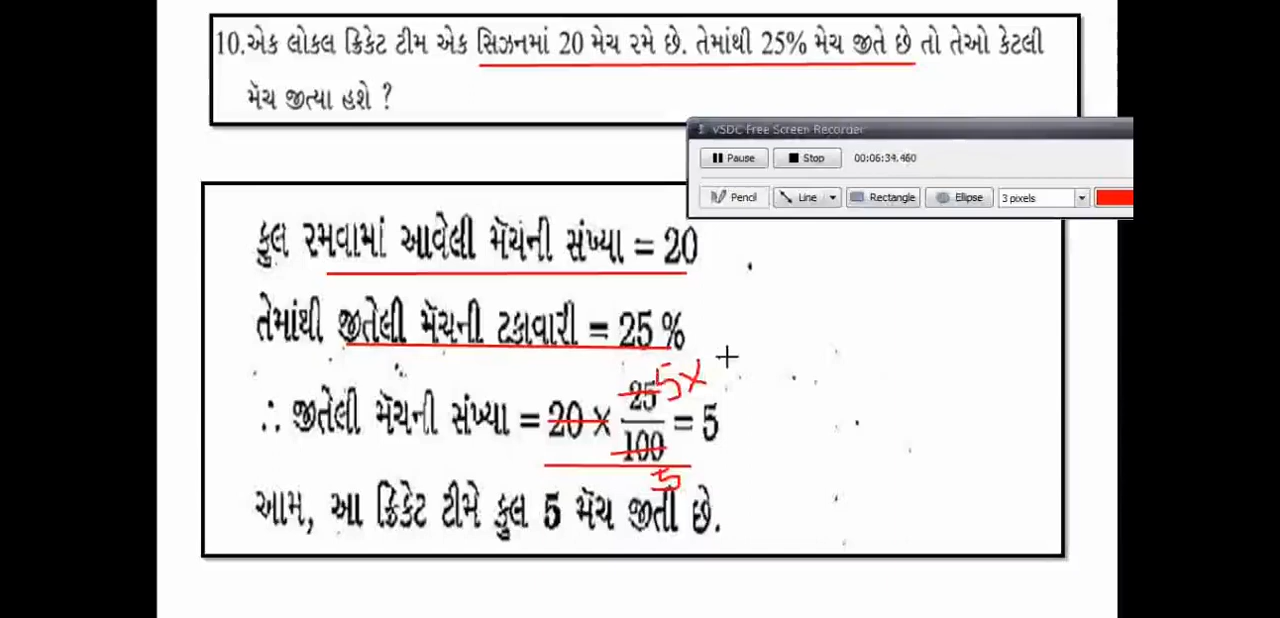 10.એક લોકલ ક્રિકેટ ટીમ એક સિઝનમાં 20 મેચ રમે છે. તેમાંથી 25% મેચ જીતે છે તો તેઓ કેટલી
મૅચ જીત્યા હશે ?
VSDC Free Screen Recorder
Pause Stop 00:06:34.460
Pencil Line Rectangle Ellipse 3 pixels
કુલ રમવામાં આવેલી મૅચની સંખ્યા = 20
તેમાંથી જીતેલી મૅચની ટકાવારી = 25 %
5 x
∴ જીતેલી મૅચની સંખ્યા = 20 × 25/100 = 5
5
આમ, આ ક્રિકેટ ટીમે કુલ 5 મૅચ જીતી છે.